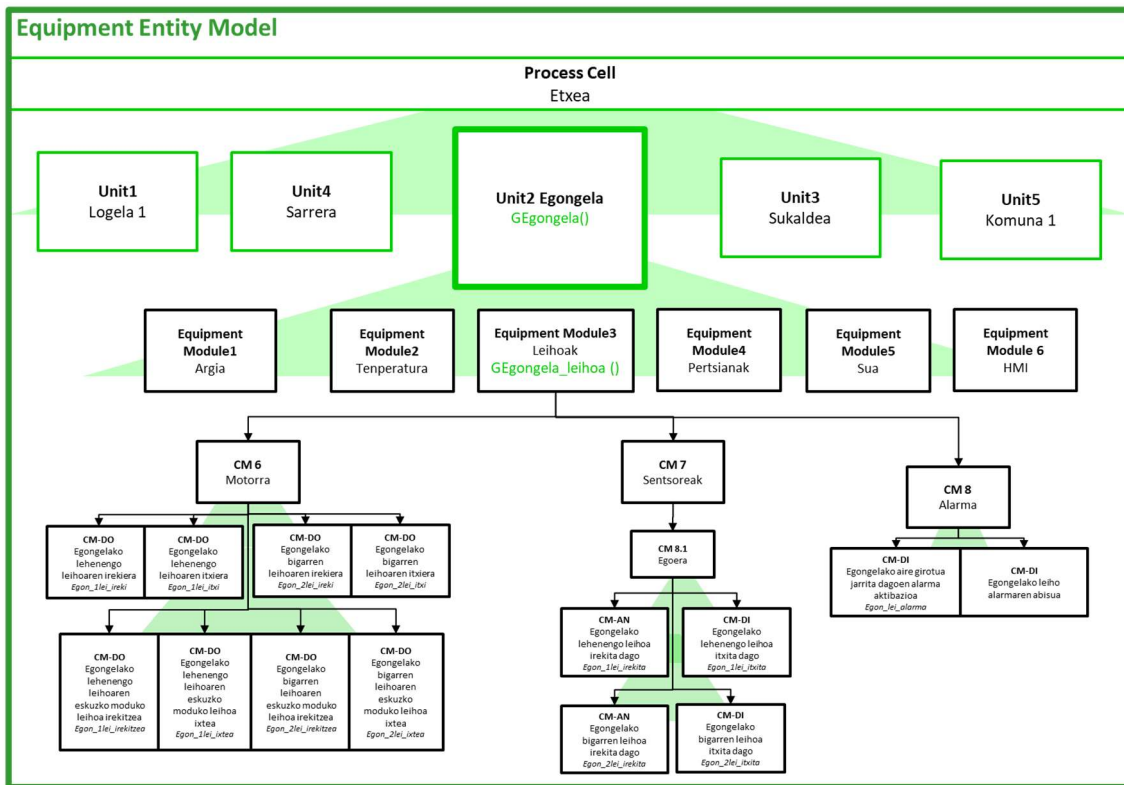 Equipment Entity Model
Process Cell
Etxea
Unit1
Logela 1
Unit4
Sarrera
Unit2 Egongela
GEgongela()
Unit3
Sukaldea
Unit5
Komuna 1
Equipment
Module1
Argia
Equipment
Module2
Tenperatura
Equipment Module3
Leihoak
GEgongela_leihoa ()
Equipment
Module4
Pertsianak
Equipment
Module5
Sua
Equipment
Module 6
HMI
CM 6
Motorra
CM 7
Sentsoreak
CM 8
Alarma
CM-DO
Egongelako
lehenengo
leihoaren irekiera
Egon_1lei_ireki
CM-DO
Egongelako
lehenengo
leihoaren itxiera
Egon_1lei_itxi
CM-DO
Egongelako
bigarren
leihoaren irekiera
Egon_2lei_ireki
CM-DO
Egongelako
bigarren
leihoaren itxiera
Egon_2lei_itxi
CM 8.1
Egoera
CM-DI
Egongelako aire girotua
jarrita dagoen alarma
aktibazioa
Egon_lei_alarma
CM-DI
Egongelako leiho
alarmaren abisua
CM-DO
Egongelako
lehenengo
leihoaren
eskuzko moduko
leihoa irekitzea
Egon_1lei_irekitzea
CM-DO
Egongelako
lehenengo
leihoaren
eskuzko
moduko leihoa
ixtea
Egon_1lei_ixtea
CM-DO
Egongelako
bigarren
leihoaren
eskuzko moduko
leihoa irekitzea
Egon_2lei_irekitzea
CM-DO
Egongelako
bigarren
leihoaren
eskuzko
moduko leihoa
ixtea
Egon_2lei_ixtea
CM-AN
Egongelako
lehenengo leihoa
irekita dago
Egon_1lei_irekita
CM-DI
Egongelako
lehenengo leihoa
itxita dago
Egon_1lei_itxita
CM-AN
Egongelako
bigarren leihoa
irekita dago
Egon_2lei_irekita
CM-DI
Egongelako
bigarren leihoa
itxita dago
Egon_2lei_itxita